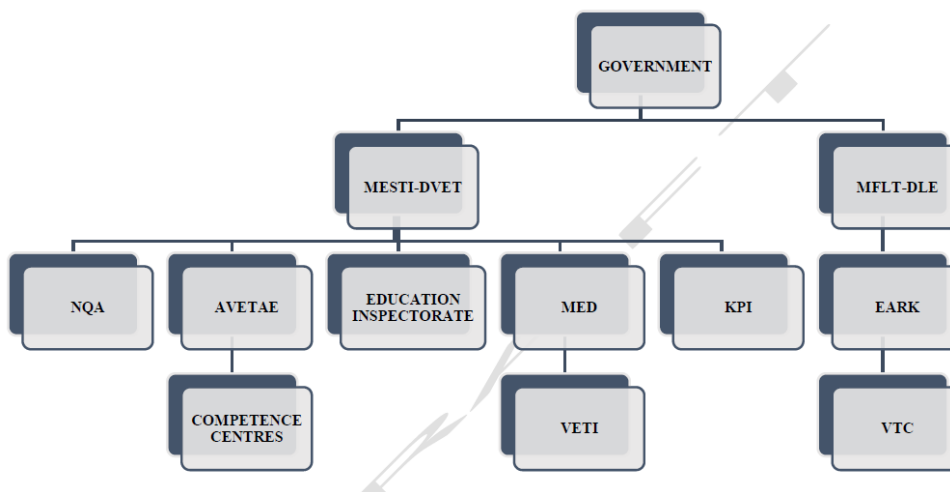 GOVERNMENT
MESTI-DVET
MFLT-DLE
NQA
AVETAE
EDUCATION
INSPECTORATE
MED
KPI
EARK
COMPETENCE
CENTRES
VETI
VTC